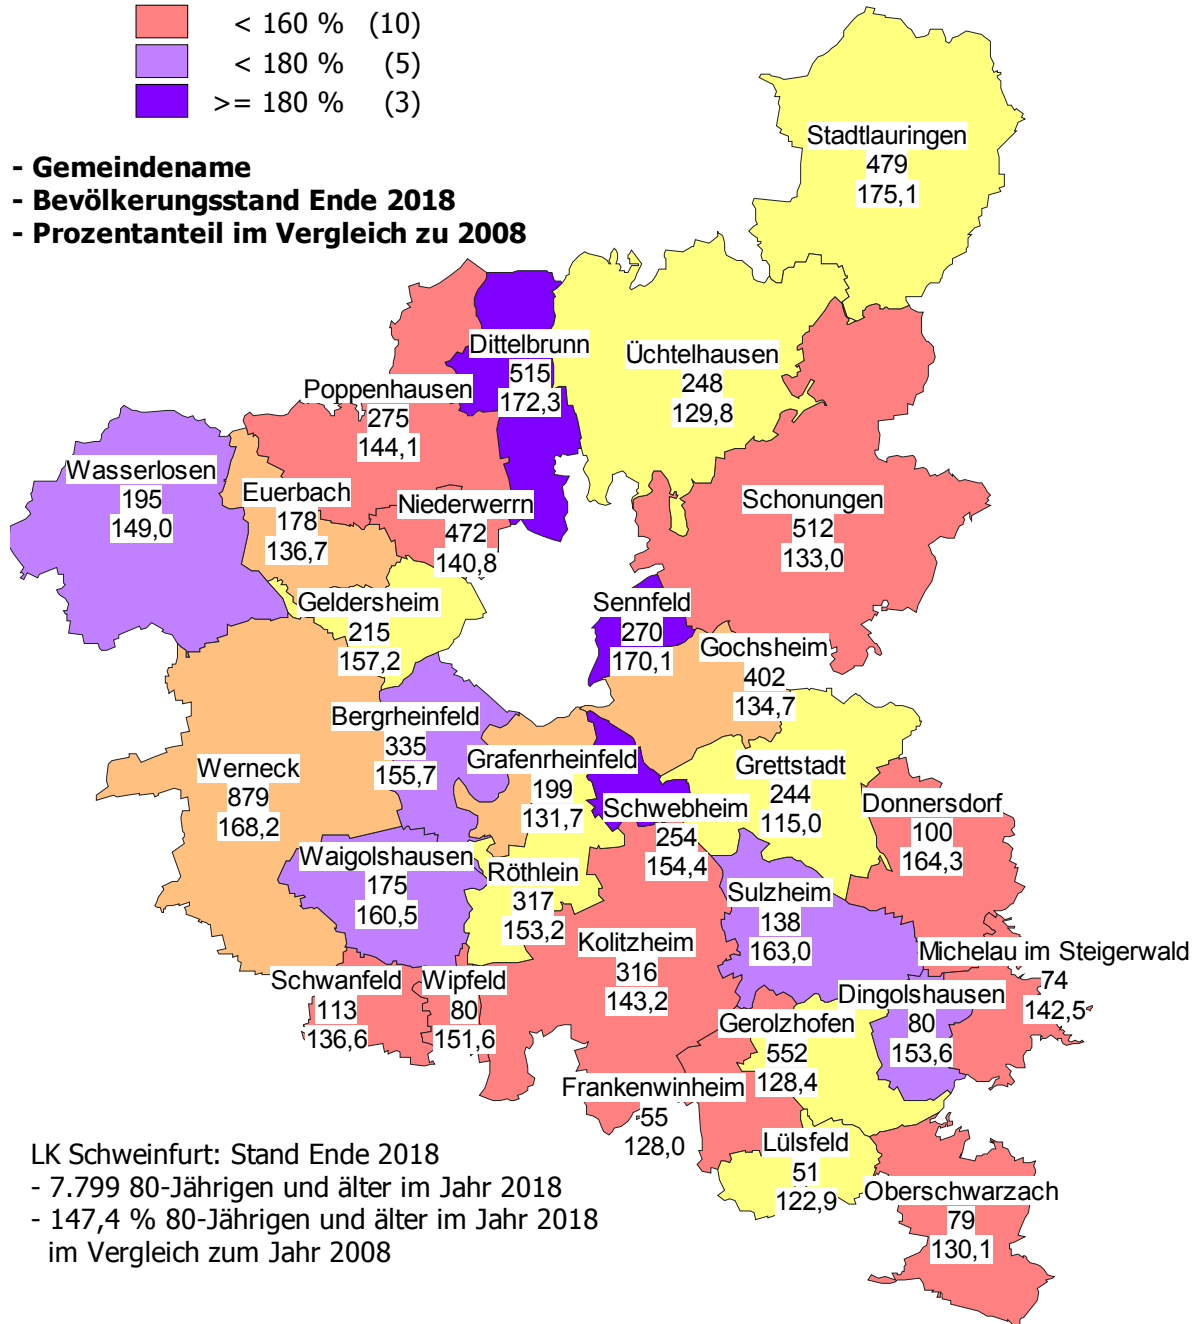 < 160 % (10)
< 180 % (5)
>= 180 % (3)
- Gemeindename
- Bevölkerungsstand Ende 2018
- Prozentanteil im Vergleich zu 2008
Stadtlauringen
479
175,1
Dittelbrunn
515
172,3
Üchtelhausen
248
129,8
Poppenhausen
275
144,1
Wasserlosen
195
149,0
Euerbach
178
136,7
Niederwerrn
472
140,8
Schonungen
512
133,0
Geldersheim
215
157,2
Sennfeld
270
170,1
Gochsheim
402
134,7
Bergrheinfeld
335
155,7
Grafenrheinfeld
199
131,7
Werneck
879
168,2
Grettstadt
244
115,0
Schwebheim
254
154,4
Donnersdorf
100
164,3
Waigolshausen
175
160,5
Röthlein
317
153,2
Sulzheim
138
163,0
Kolitzheim
316
143,2
Michelau im Steigerwald
74
142,5
Schwanfeld
113
136,6
Wipfeld
80
151,6
Dingolshausen
80
153,6
Gerolzhofen
552
128,4
Frankenwinheim
55
128,0
Lülsfeld
51
122,9
Oberschwarzach
79
130,1
LK Schweinfurt: Stand Ende 2018
- 7.799 80-Jährigen und älter im Jahr 2018
- 147,4 % 80-Jährigen und älter im Jahr 2018
im Vergleich zum Jahr 2008